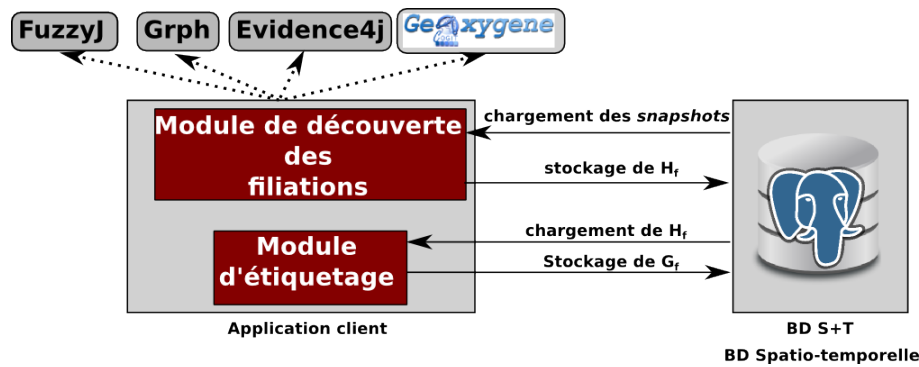 FuzzyJ
Grph
Evidence4j
GeOxygene
COGIT
Module de découverte
des
filiations
chargement des snapshots
stockage de Hf
Module
d'étiquetage
chargement de Hf
Stockage de Gf
Application client
BD S+T
BD Spatio-temporelle